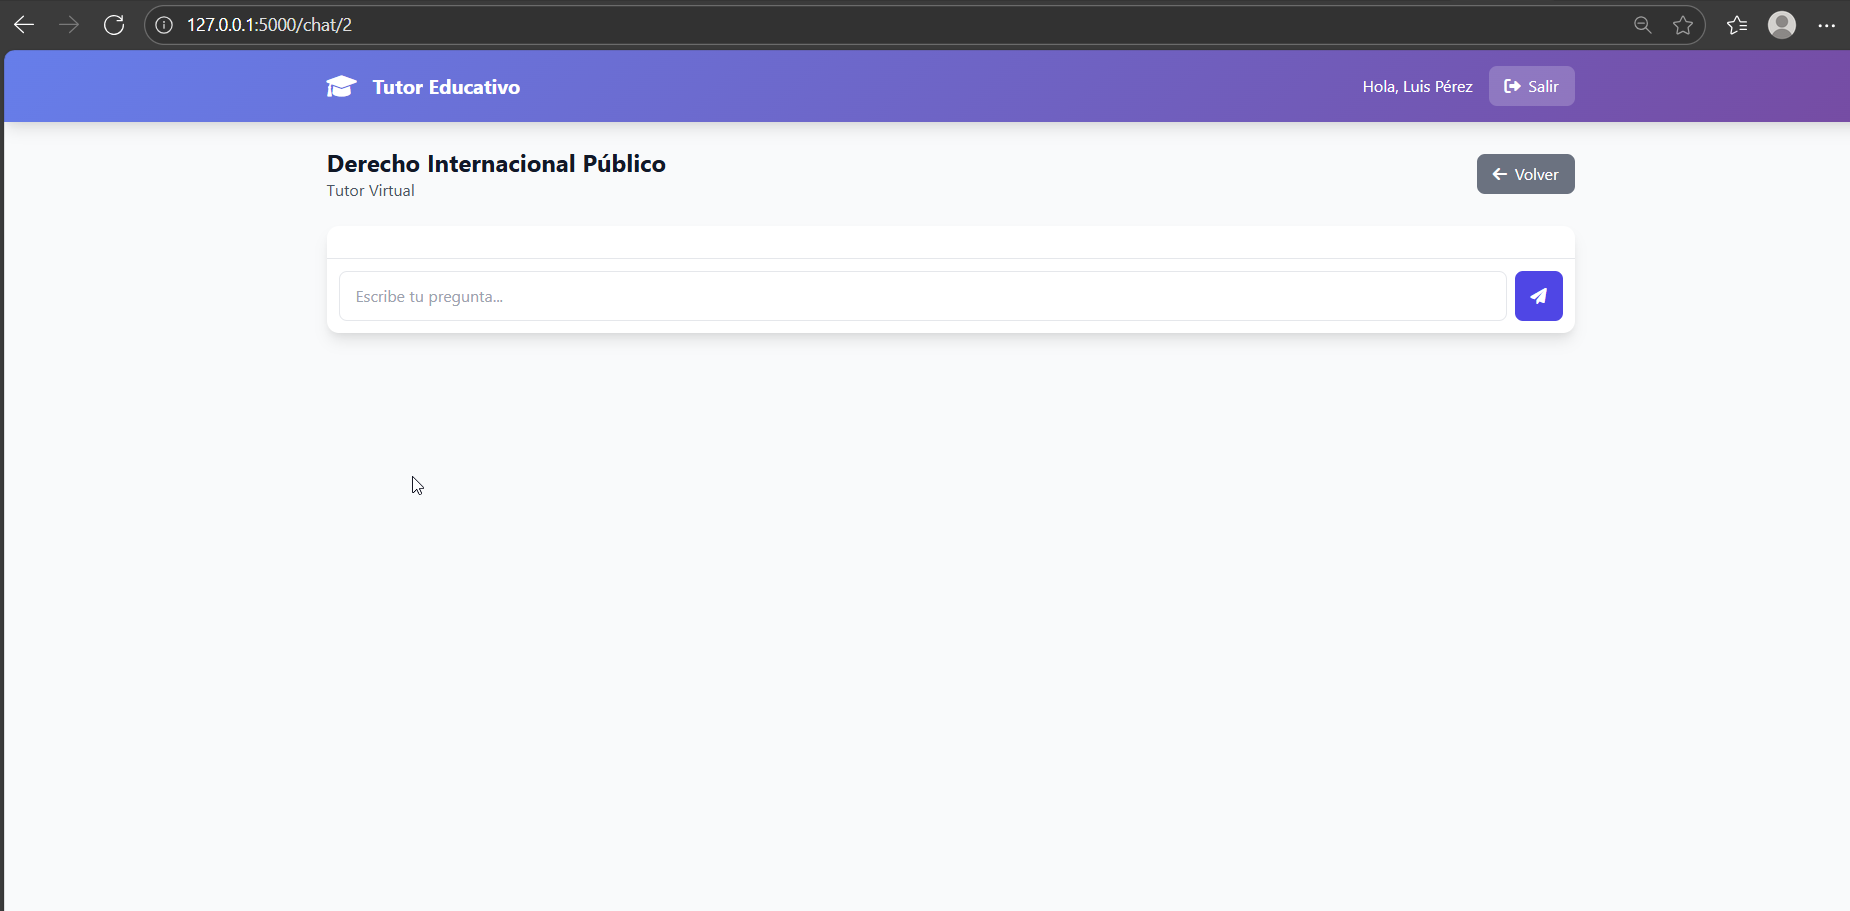 127.0.0.1:5000/chat/2
Tutor Educativo
Hola, Luis Pérez
Salir
Derecho Internacional Público
Tutor Virtual
Volver
Escribe tu pregunta...